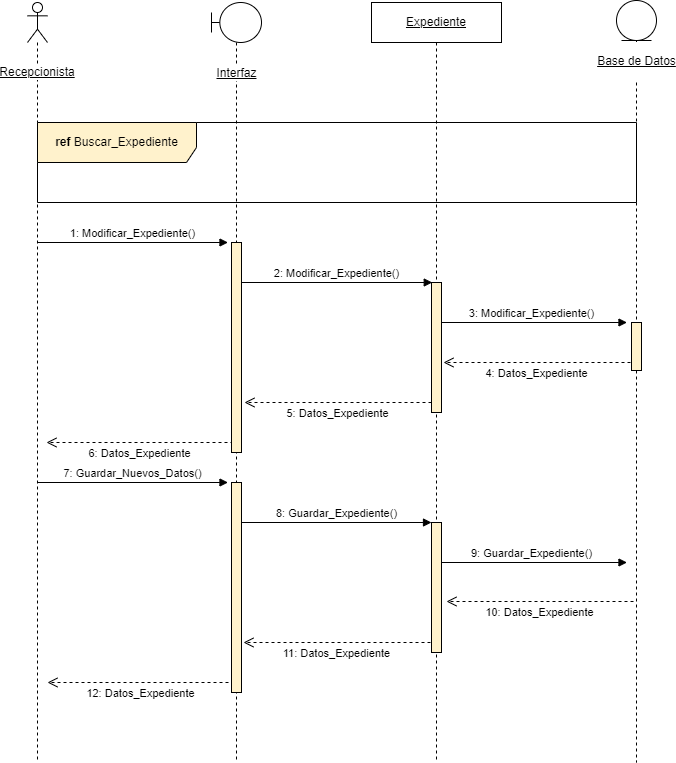 Recepcionista
Interfaz
Expediente
Base de Datos
ref Buscar_Expediente
1: Modificar_Expediente()
2: Modificar_Expediente()
3: Modificar_Expediente()
4: Datos_Expediente
5: Datos_Expediente
6: Datos_Expediente
7: Guardar_Nuevos_Datos()
8: Guardar_Expediente()
9: Guardar_Expediente()
10: Datos_Expediente
11: Datos_Expediente
12: Datos_Expediente